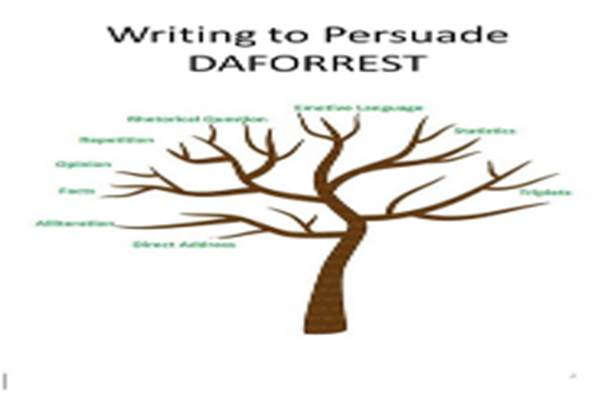 Writing to Persuade
DAFORREST
Emotive Language
Rhetorical Question
Statistics
Repetition
Opinion
Facts
Triplets
Alliteration
Direct Address